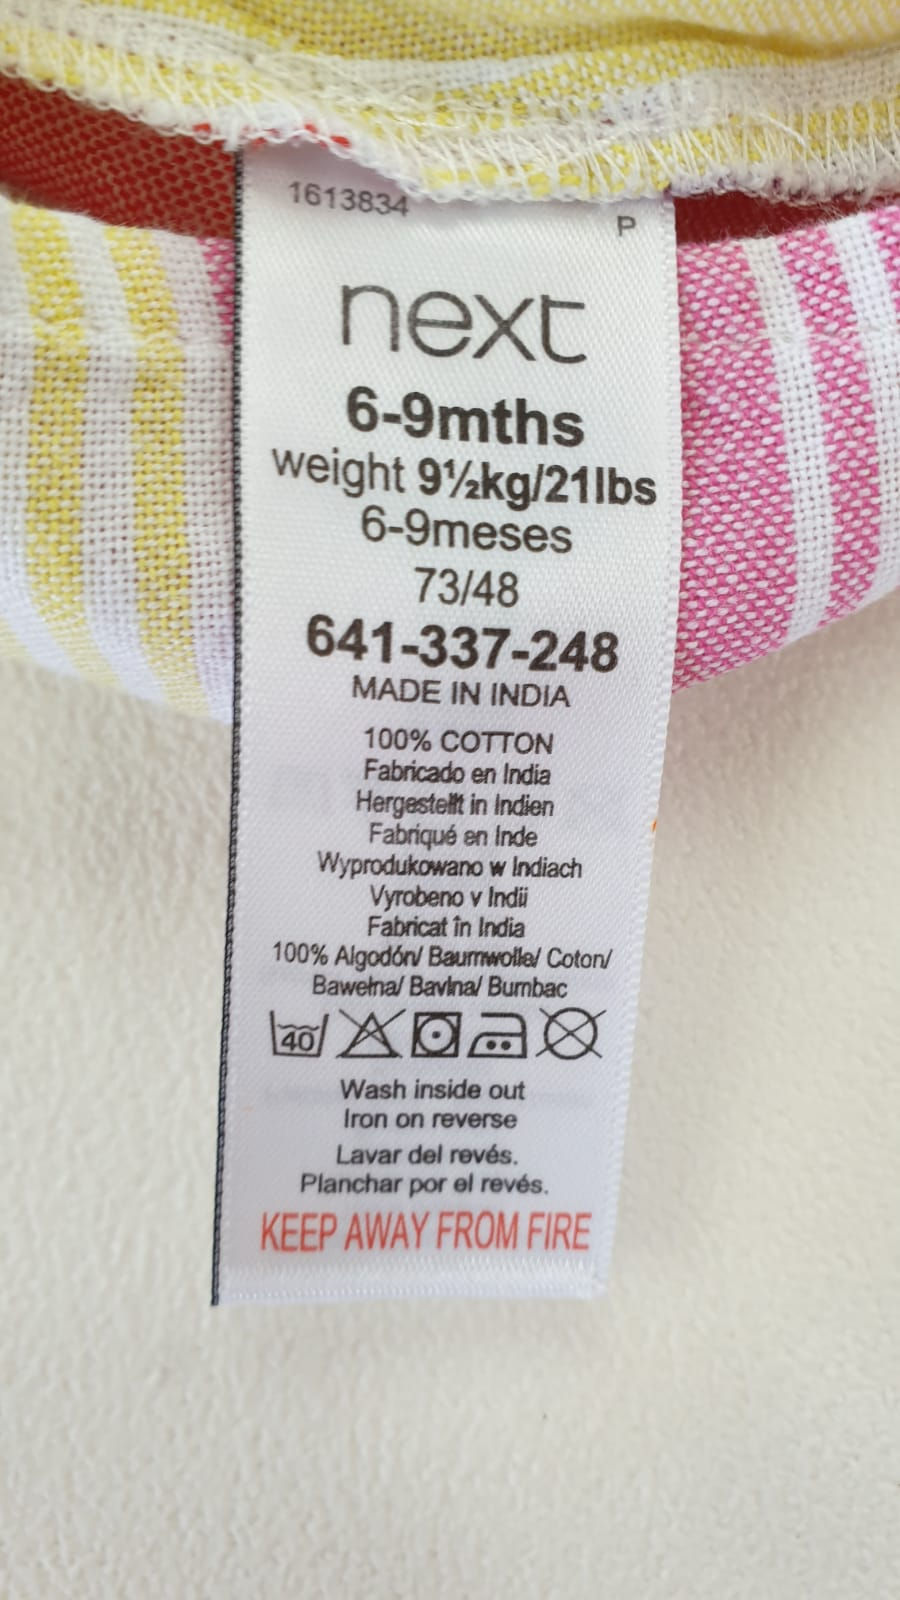 1613834
P
next
6-9mths
weight 9½kg/21lbs
6-9meses
73/48
641-337-248
MADE IN INDIA
100% COTTON
Fabricado en India
Hergestellt in Indien
Fabriqué en Inde
Wyprodukowano w Indiach
Vyrobeno v Indii
Fabricat în India
100% Algodón/ Baumwolle/ Coton/
Bawełna/ Bavlna/ Bumbac
40
Wash inside out
Iron on reverse
Lavar del revés.
Planchar por el revés.
KEEP AWAY FROM FIRE